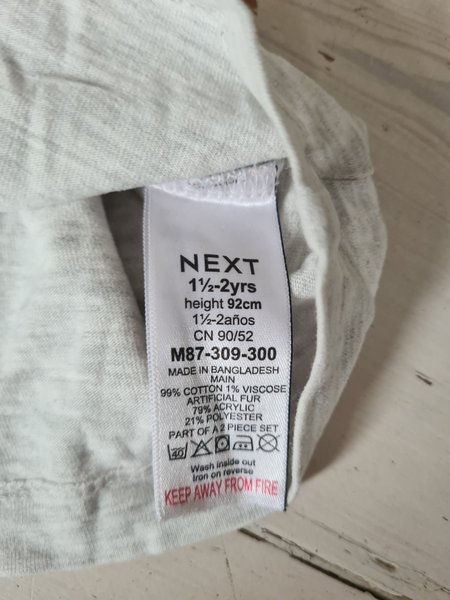 NEXT
1½-2yrs
height 92cm
1½-2años
CN 90/52
M87-309-300
MADE IN BANGLADESH
MAIN
99% COTTON 1% VISCOSE
ARTIFICIAL FUR
79% ACRYLIC
21% POLYESTER
PART OF A 2 PIECE SET
40
Wash inside out
Iron on reverse
KEEP AWAY FROM FIRE